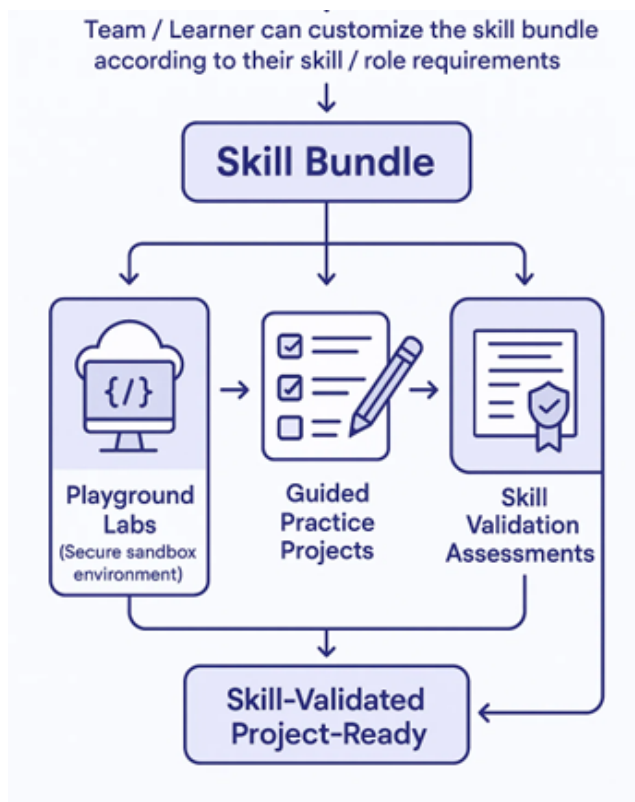 Team / Learner can customize the skill bundle
according to their skill / role requirements
Skill Bundle
{/}
Playground
Labs
(Secure sandbox
environment)
Guided
Practice
Projects
Skill
Validation
Assessments
Skill-Validated
Project-Ready